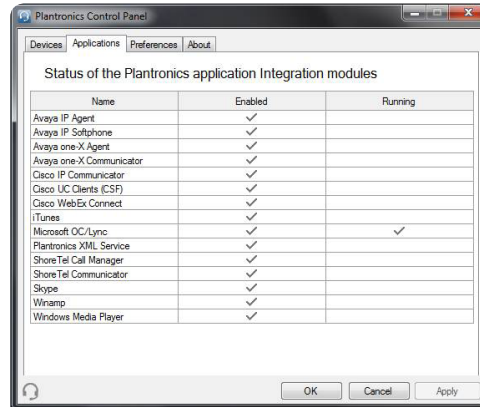 Plantronics Control Panel
Devices Applications Preferences About
Status of the Plantronics application Integration modules
Name Enabled Running
Avaya IP Agent
Avaya IP Softphone
Avaya one-X Agent
Avaya one-X Communicator
Cisco IP Communicator
Cisco UC Clients (CSF)
Cisco WebEx Connect
iTunes
Microsoft OC/Lync
Plantronics XML Service
ShoreTel Call Manager
ShoreTel Communicator
Skype
Winamp
Windows Media Player
OK Cancel Apply